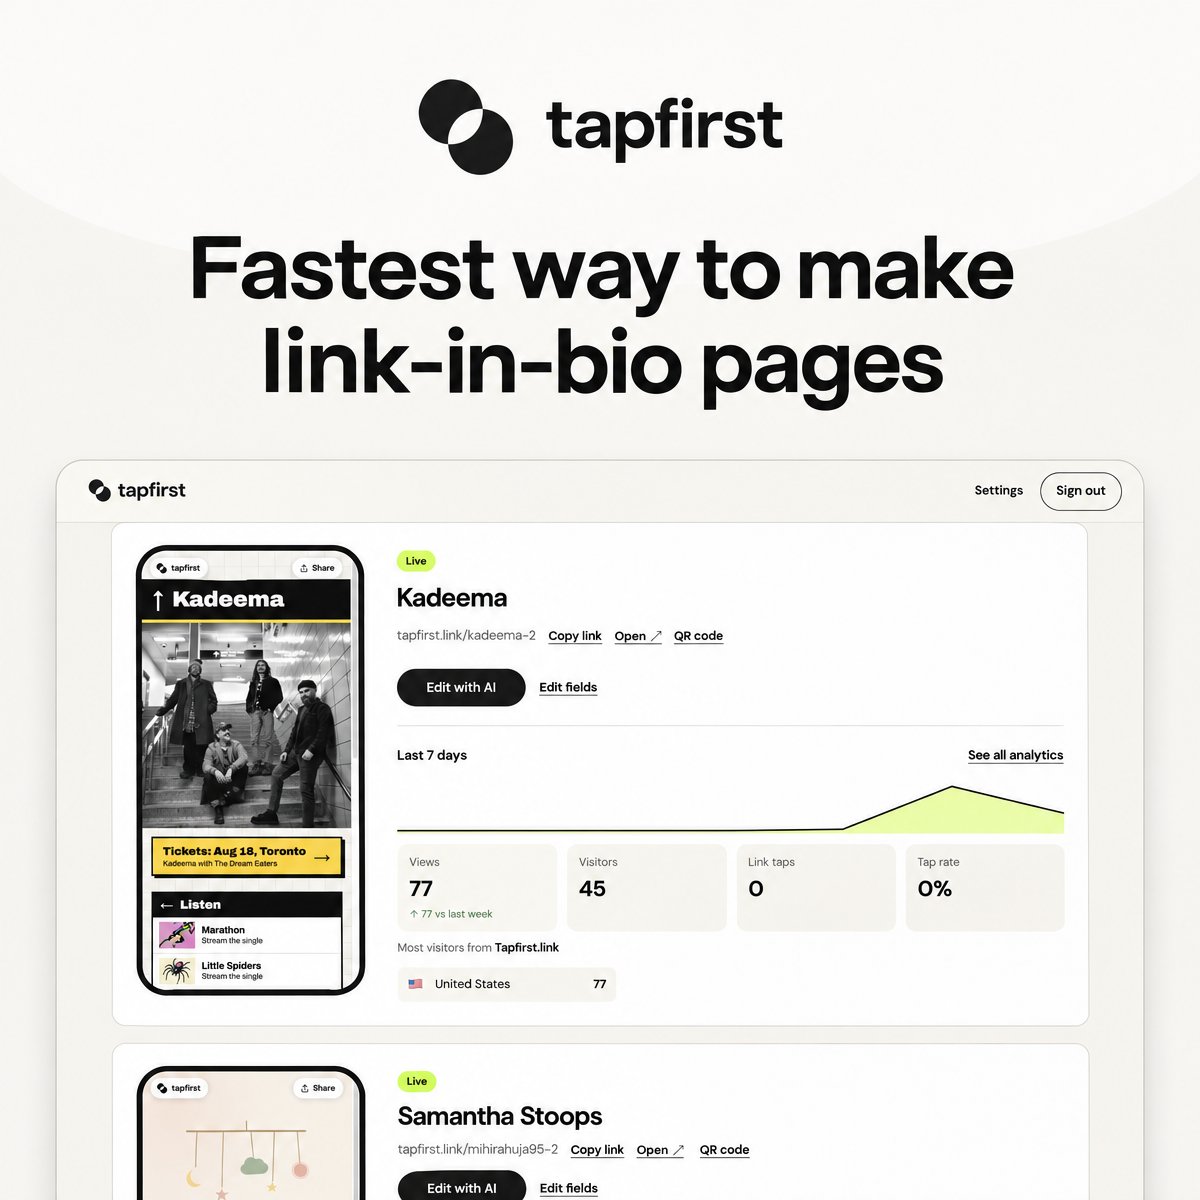 tapfirst
Fastest way to make
link-in-bio pages
tapfirst
Settings
Sign out
tapfirst
Share
↑ Kadeema
Tickets: Aug 18, Toronto →
Kadeema with The Dream Eaters
← Listen
Marathon
Stream the single
Little Spiders
Stream the single
Live
Kadeema
tapfirst.link/kadeema-2 Copy link Open ↗ QR code
Edit with AI Edit fields
Last 7 days See all analytics
Views
77
↑ 77 vs last week
Visitors
45
Link taps
0
Tap rate
0%
Most visitors from Tapfirst.link
United States 77
tapfirst
Share
Live
Samantha Stoops
tapfirst.link/mihirahuja95-2 Copy link Open ↗ QR code
Edit with AI Edit fields